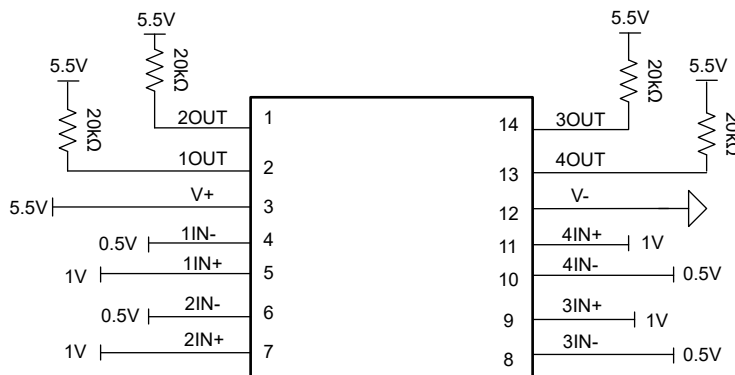 5.5V
5.5V
5.5V
5.5V
20kΩ
20kΩ
20kΩ
20kΩ
2OUT 1 14 3OUT
1OUT 2 13 4OUT
5.5V V+ 3 12 V-
0.5V 1IN- 4 11 4IN+ 1V
1V 1IN+ 5 10 4IN- 0.5V
0.5V 2IN- 6 9 3IN+ 1V
1V 2IN+ 7 8 3IN- 0.5V